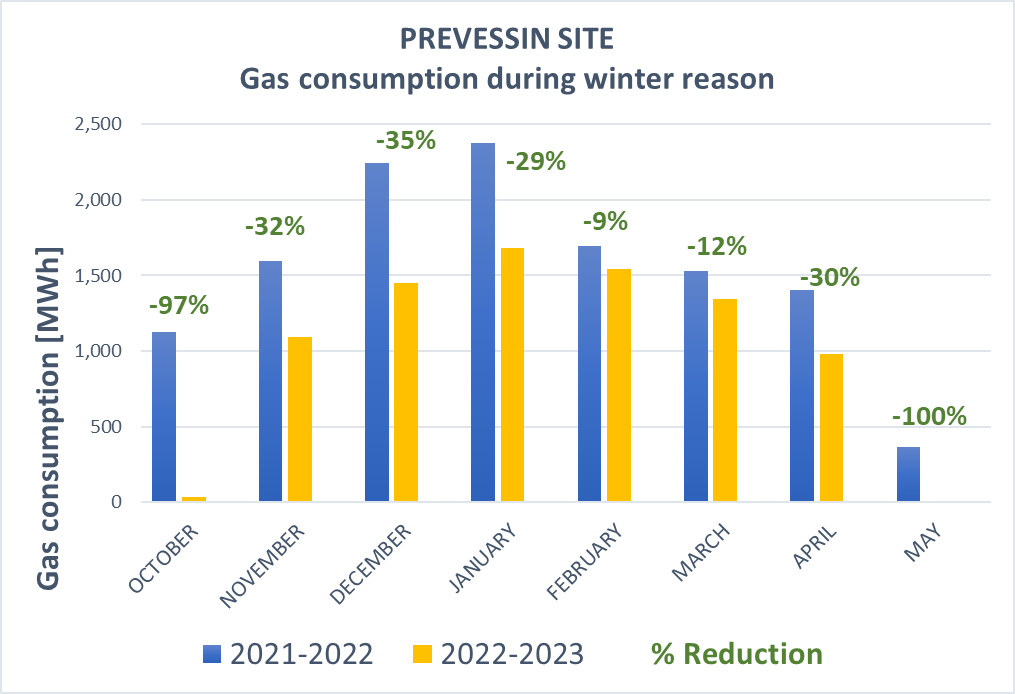 PREVESSIN SITE
Gas consumption during winter reason
Gas consumption [MWh]
2,500
2,000
1,500
1,000
500
0
-97%
-32%
-35%
-29%
-9%
-12%
-30%
-100%
OCTOBER
NOVEMBER
DECEMBER
JANUARY
FEBRUARY
MARCH
APRIL
MAY
2021-2022 2022-2023 % Reduction